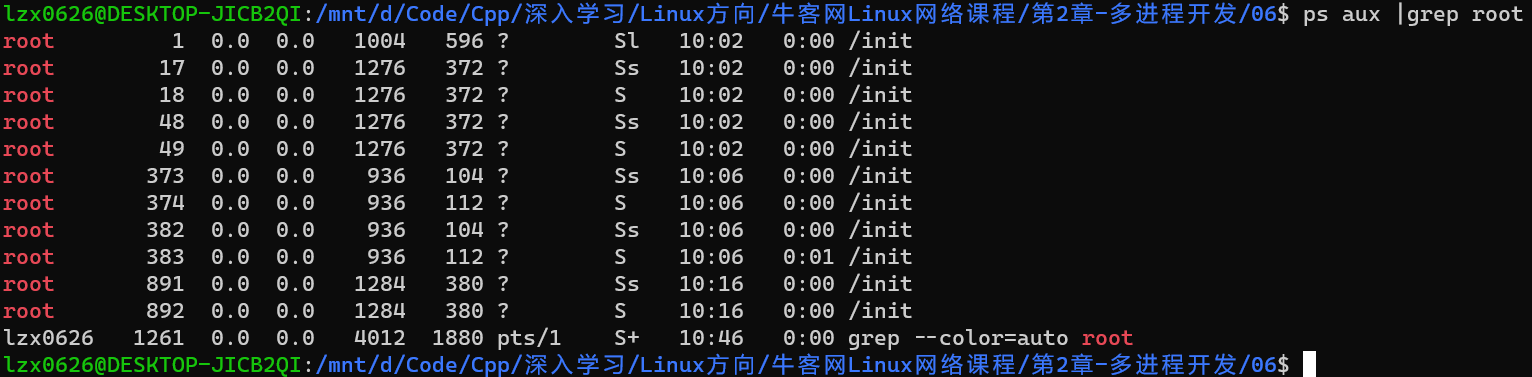 lzx0626@DESKTOP-JICB2QI:/mnt/d/Code/Cpp/深入学习/Linux方向/牛客网Linux网络课程/第2章-多进程开发/06$ ps aux |grep root
root         1  0.0  0.0   1004   596 ?        Sl   10:02   0:00 /init
root        17  0.0  0.0   1276   372 ?        Ss   10:02   0:00 /init
root        18  0.0  0.0   1276   372 ?        S    10:02   0:00 /init
root        48  0.0  0.0   1276   372 ?        Ss   10:02   0:00 /init
root        49  0.0  0.0   1276   372 ?        S    10:02   0:00 /init
root       373  0.0  0.0    936   104 ?        Ss   10:06   0:00 /init
root       374  0.0  0.0    936   112 ?        S    10:06   0:00 /init
root       382  0.0  0.0    936   104 ?        Ss   10:06   0:00 /init
root       383  0.0  0.0    936   112 ?        S    10:06   0:01 /init
root       891  0.0  0.0   1284   380 ?        Ss   10:16   0:00 /init
root       892  0.0  0.0   1284   380 ?        S    10:16   0:00 /init
lzx0626   1261  0.0  0.0   4012  1880 pts/1    S+   10:46   0:00 grep --color=auto root
lzx0626@DESKTOP-JICB2QI:/mnt/d/Code/Cpp/深入学习/Linux方向/牛客网Linux网络课程/第2章-多进程开发/06$